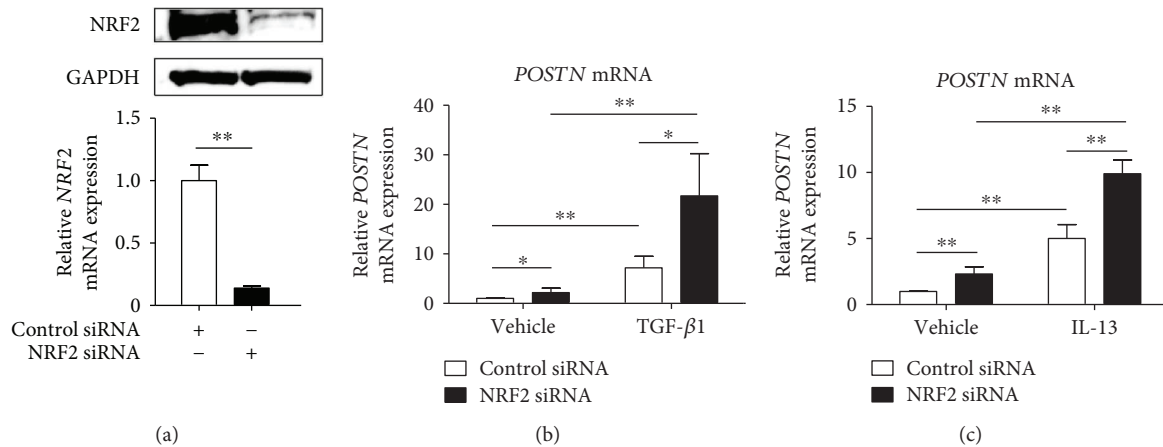 NRF2
GAPDH
Relative NRF2
mRNA expression
1.5
1.0
0.5
0
**
Control siRNA + −
NRF2 siRNA − +
(a)
POSTN mRNA
Relative POSTN
mRNA expression
40
30
20
10
0
**
*
**
*
Vehicle TGF-β1
Control siRNA
NRF2 siRNA
(b)
POSTN mRNA
Relative POSTN
mRNA expression
15
10
5
0
**
**
**
**
Vehicle IL-13
Control siRNA
NRF2 siRNA
(c)